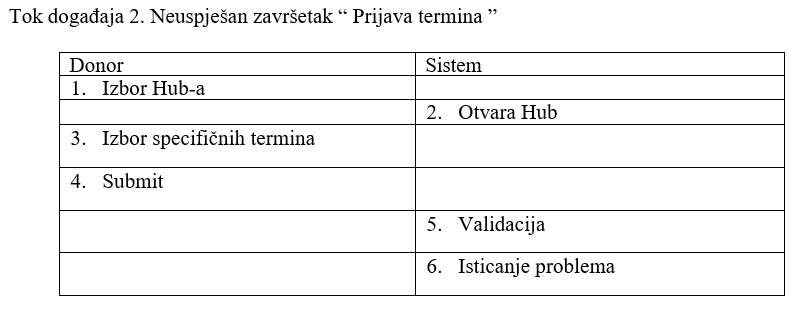 Tok događaja 2. Neuspješan završetak “ Prijava termina ”
Donor Sistem
1. Izbor Hub-a
2. Otvara Hub
3. Izbor specifičnih termina
4. Submit
5. Validacija
6. Isticanje problema